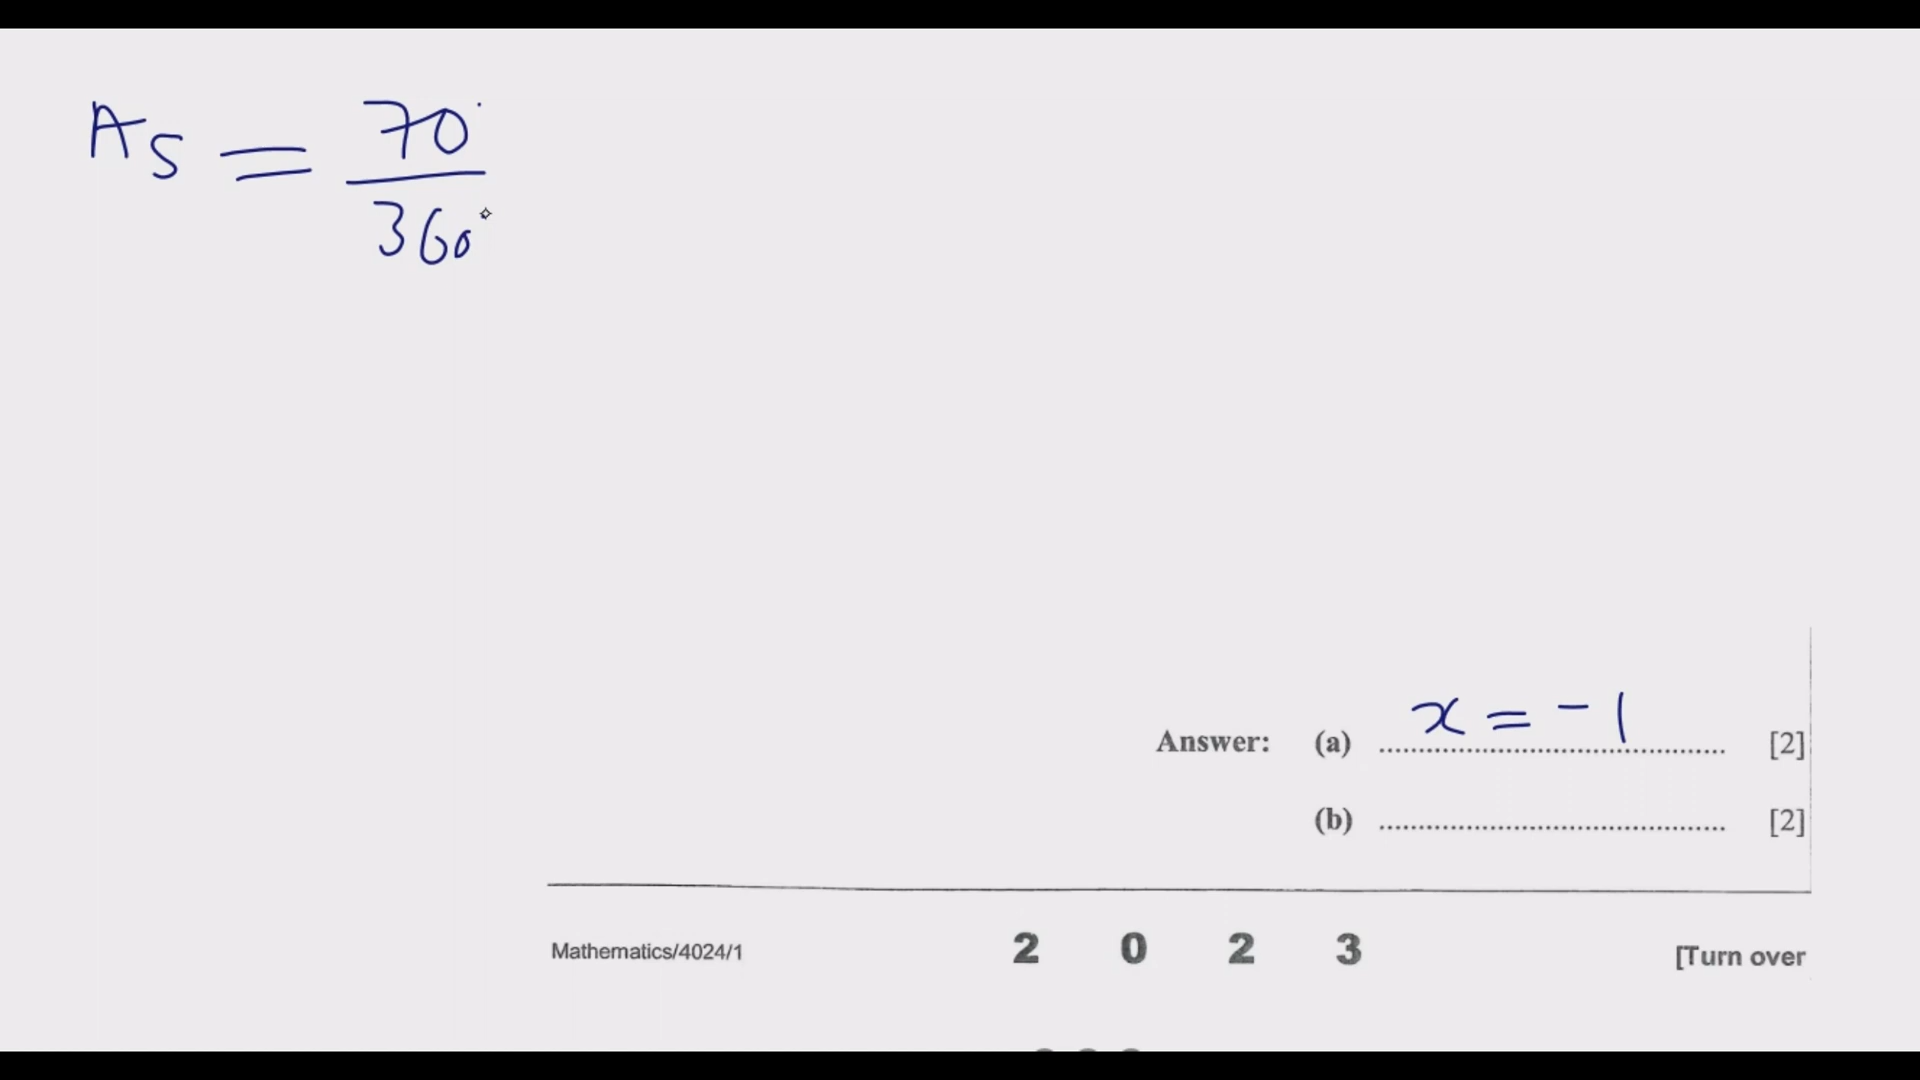 As = 70°/360°
Answer: (a) x = -1 [2]
(b) [2]
Mathematics/4024/1 2 0 2 3 [Turn over